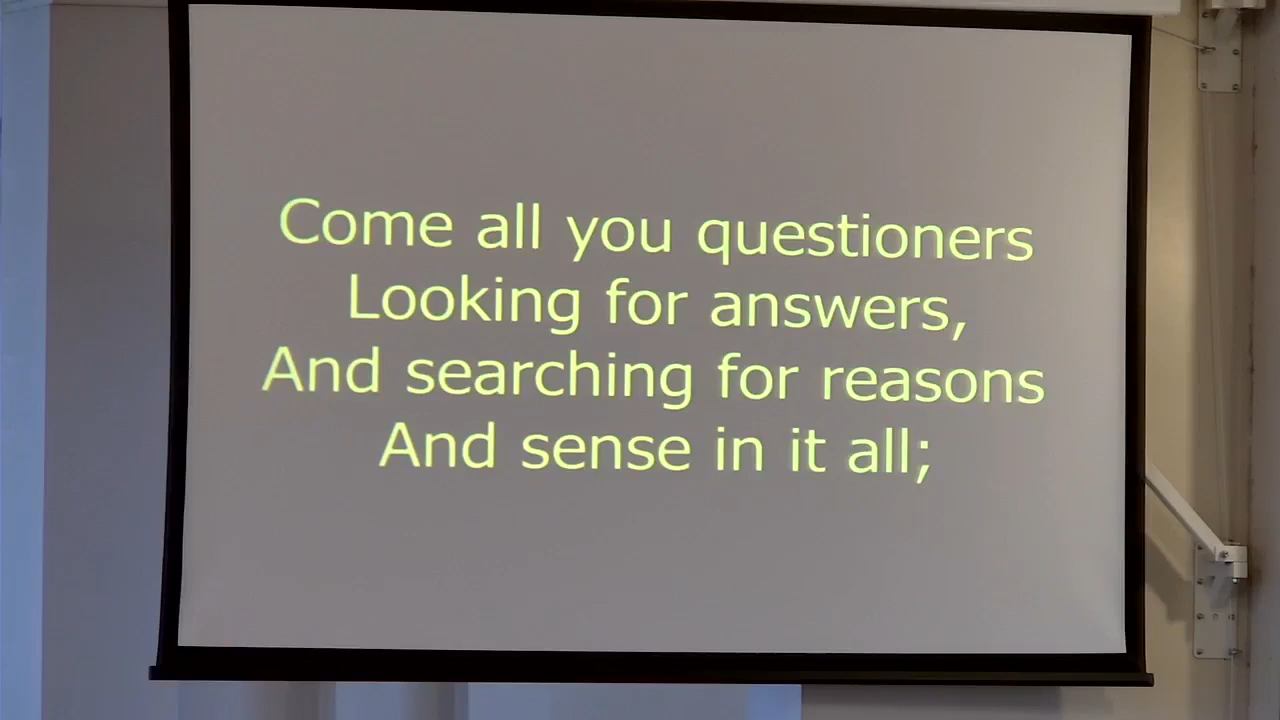 Come all you questioners
Looking for answers,
And searching for reasons
And sense in it all;